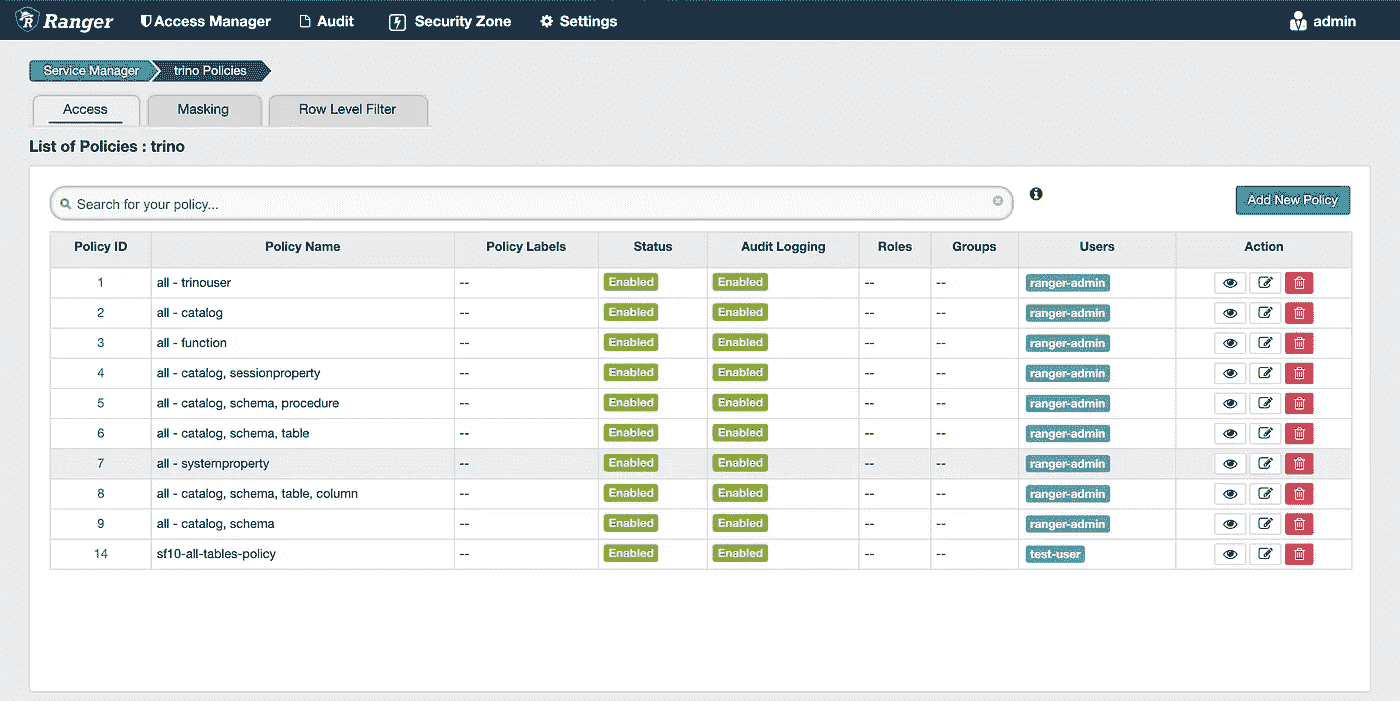 Ranger Access Manager Audit Security Zone Settings admin
Service Manager trino Policies
Access Masking Row Level Filter
List of Policies : trino
Search for your policy... Add New Policy
Policy ID Policy Name Policy Labels Status Audit Logging Roles Groups Users Action
1 all - trinouser -- Enabled Enabled -- -- ranger-admin
2 all - catalog -- Enabled Enabled -- -- ranger-admin
3 all - function -- Enabled Enabled -- -- ranger-admin
4 all - catalog, sessionproperty -- Enabled Enabled -- -- ranger-admin
5 all - catalog, schema, procedure -- Enabled Enabled -- -- ranger-admin
6 all - catalog, schema, table -- Enabled Enabled -- -- ranger-admin
7 all - systemproperty -- Enabled Enabled -- -- ranger-admin
8 all - catalog, schema, table, column -- Enabled Enabled -- -- ranger-admin
9 all - catalog, schema -- Enabled Enabled -- -- ranger-admin
14 sf10-all-tables-policy -- Enabled Enabled -- -- test-user